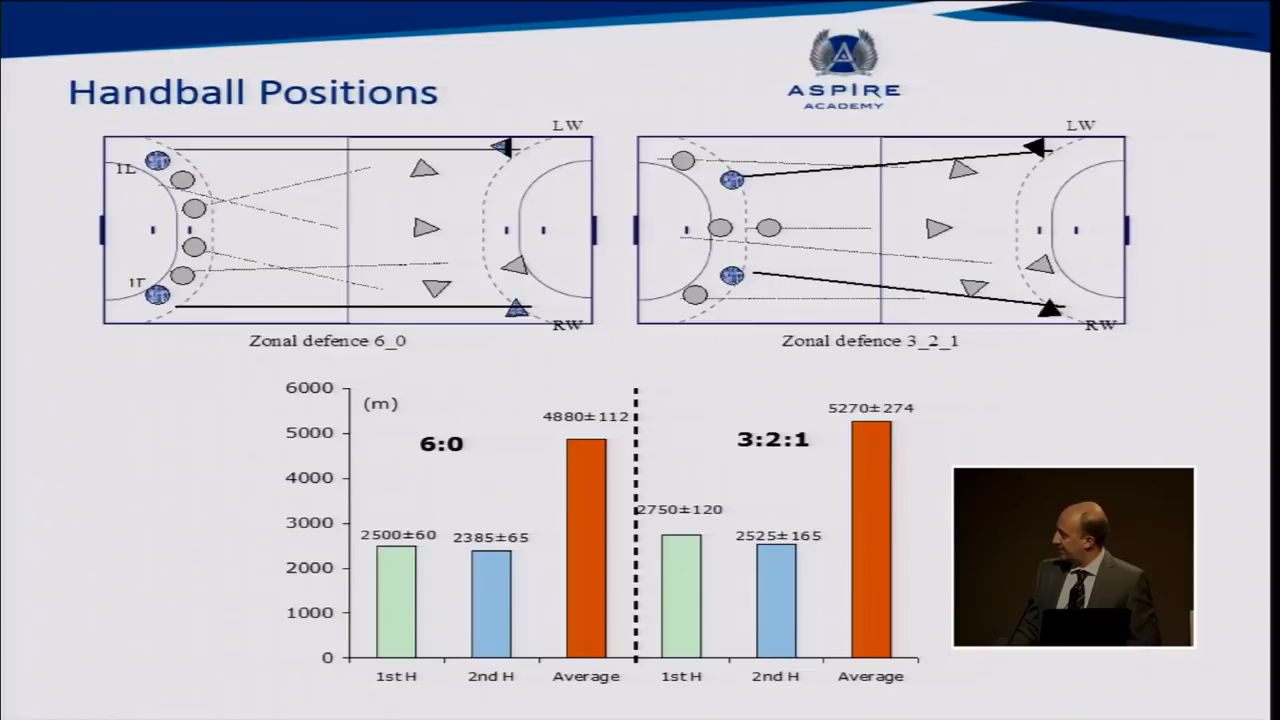 Handball Positions
ASPIRE
ACADEMY
LW
LW
1L
RW
RW
Zonal defence 6_0
Zonal defence 3_2_1
6000
5000
4000
3000
2000
1000
0
(m)
6:0
3:2:1
4880±112
5270±274
2500±60
2385±65
2750±120
2525±165
1st H
2nd H
Average
1st H
2nd H
Average